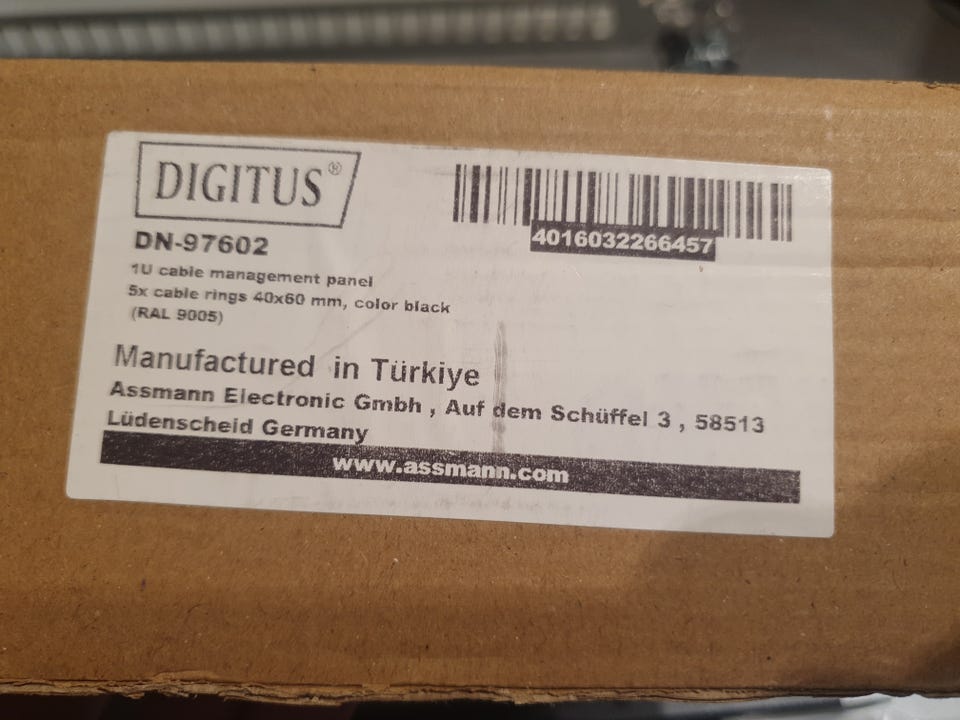 DIGITUS®
4016032266457
DN-97602
1U cable management panel
5x cable rings 40x60 mm, color black
(RAL 9005)
Manufactured in Türkiye
Assmann Electronic Gmbh , Auf dem Schüffel 3 , 58513
Lüdenscheid Germany
www.assmann.com